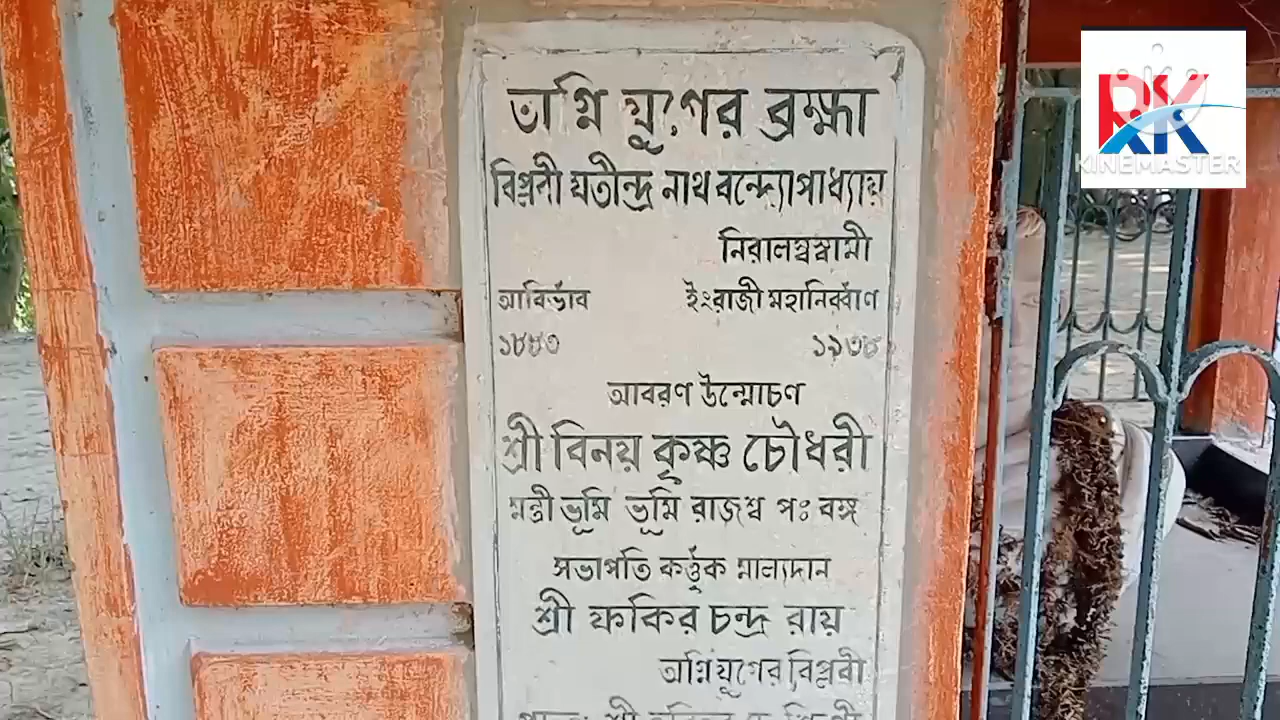 অগ্নি যুগের ব্রহ্মা
বিপ্লবী যতীন্দ্র নাথ বন্দ্যোপাধ্যায়
নিরালম্বস্বামী
আবির্ভাব ইংরাজী মহানির্ব্বাণ
১৮৮৩ ১৯৩৪
আবরণ উন্মোচণ
শ্রী বিনয় কৃষ্ণ চৌধরী
মন্ত্রী ভূমি ভূমি রাজস্ব পঃ বঙ্গ
সভাপতি কর্ত্তৃক মাল্যদান
শ্রী ফকির চন্দ্র রায়
অগ্নিযুগের বিপ্লবী
শ্রী
RK
KINEMASTER